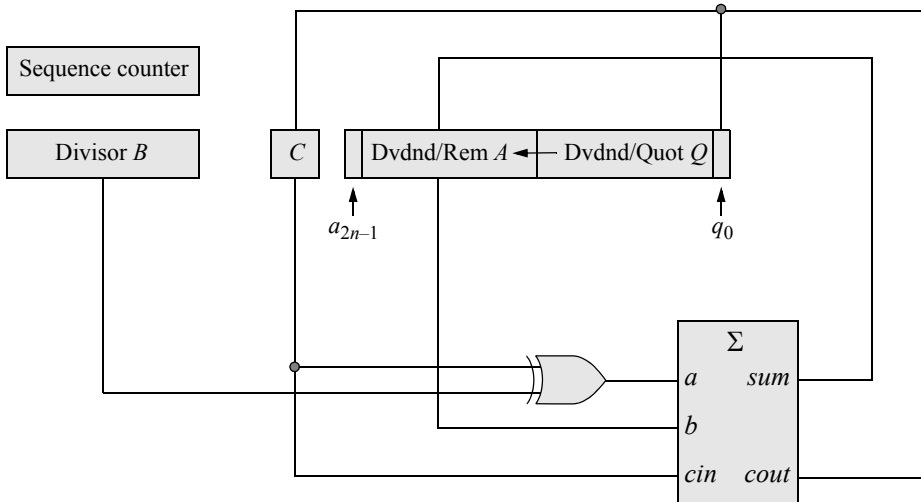 Sequence counter
Divisor B
C
Dvdnd/Rem A
Dvdnd/Quot Q
a2n–1
q0
Σ
a
sum
b
cin
cout